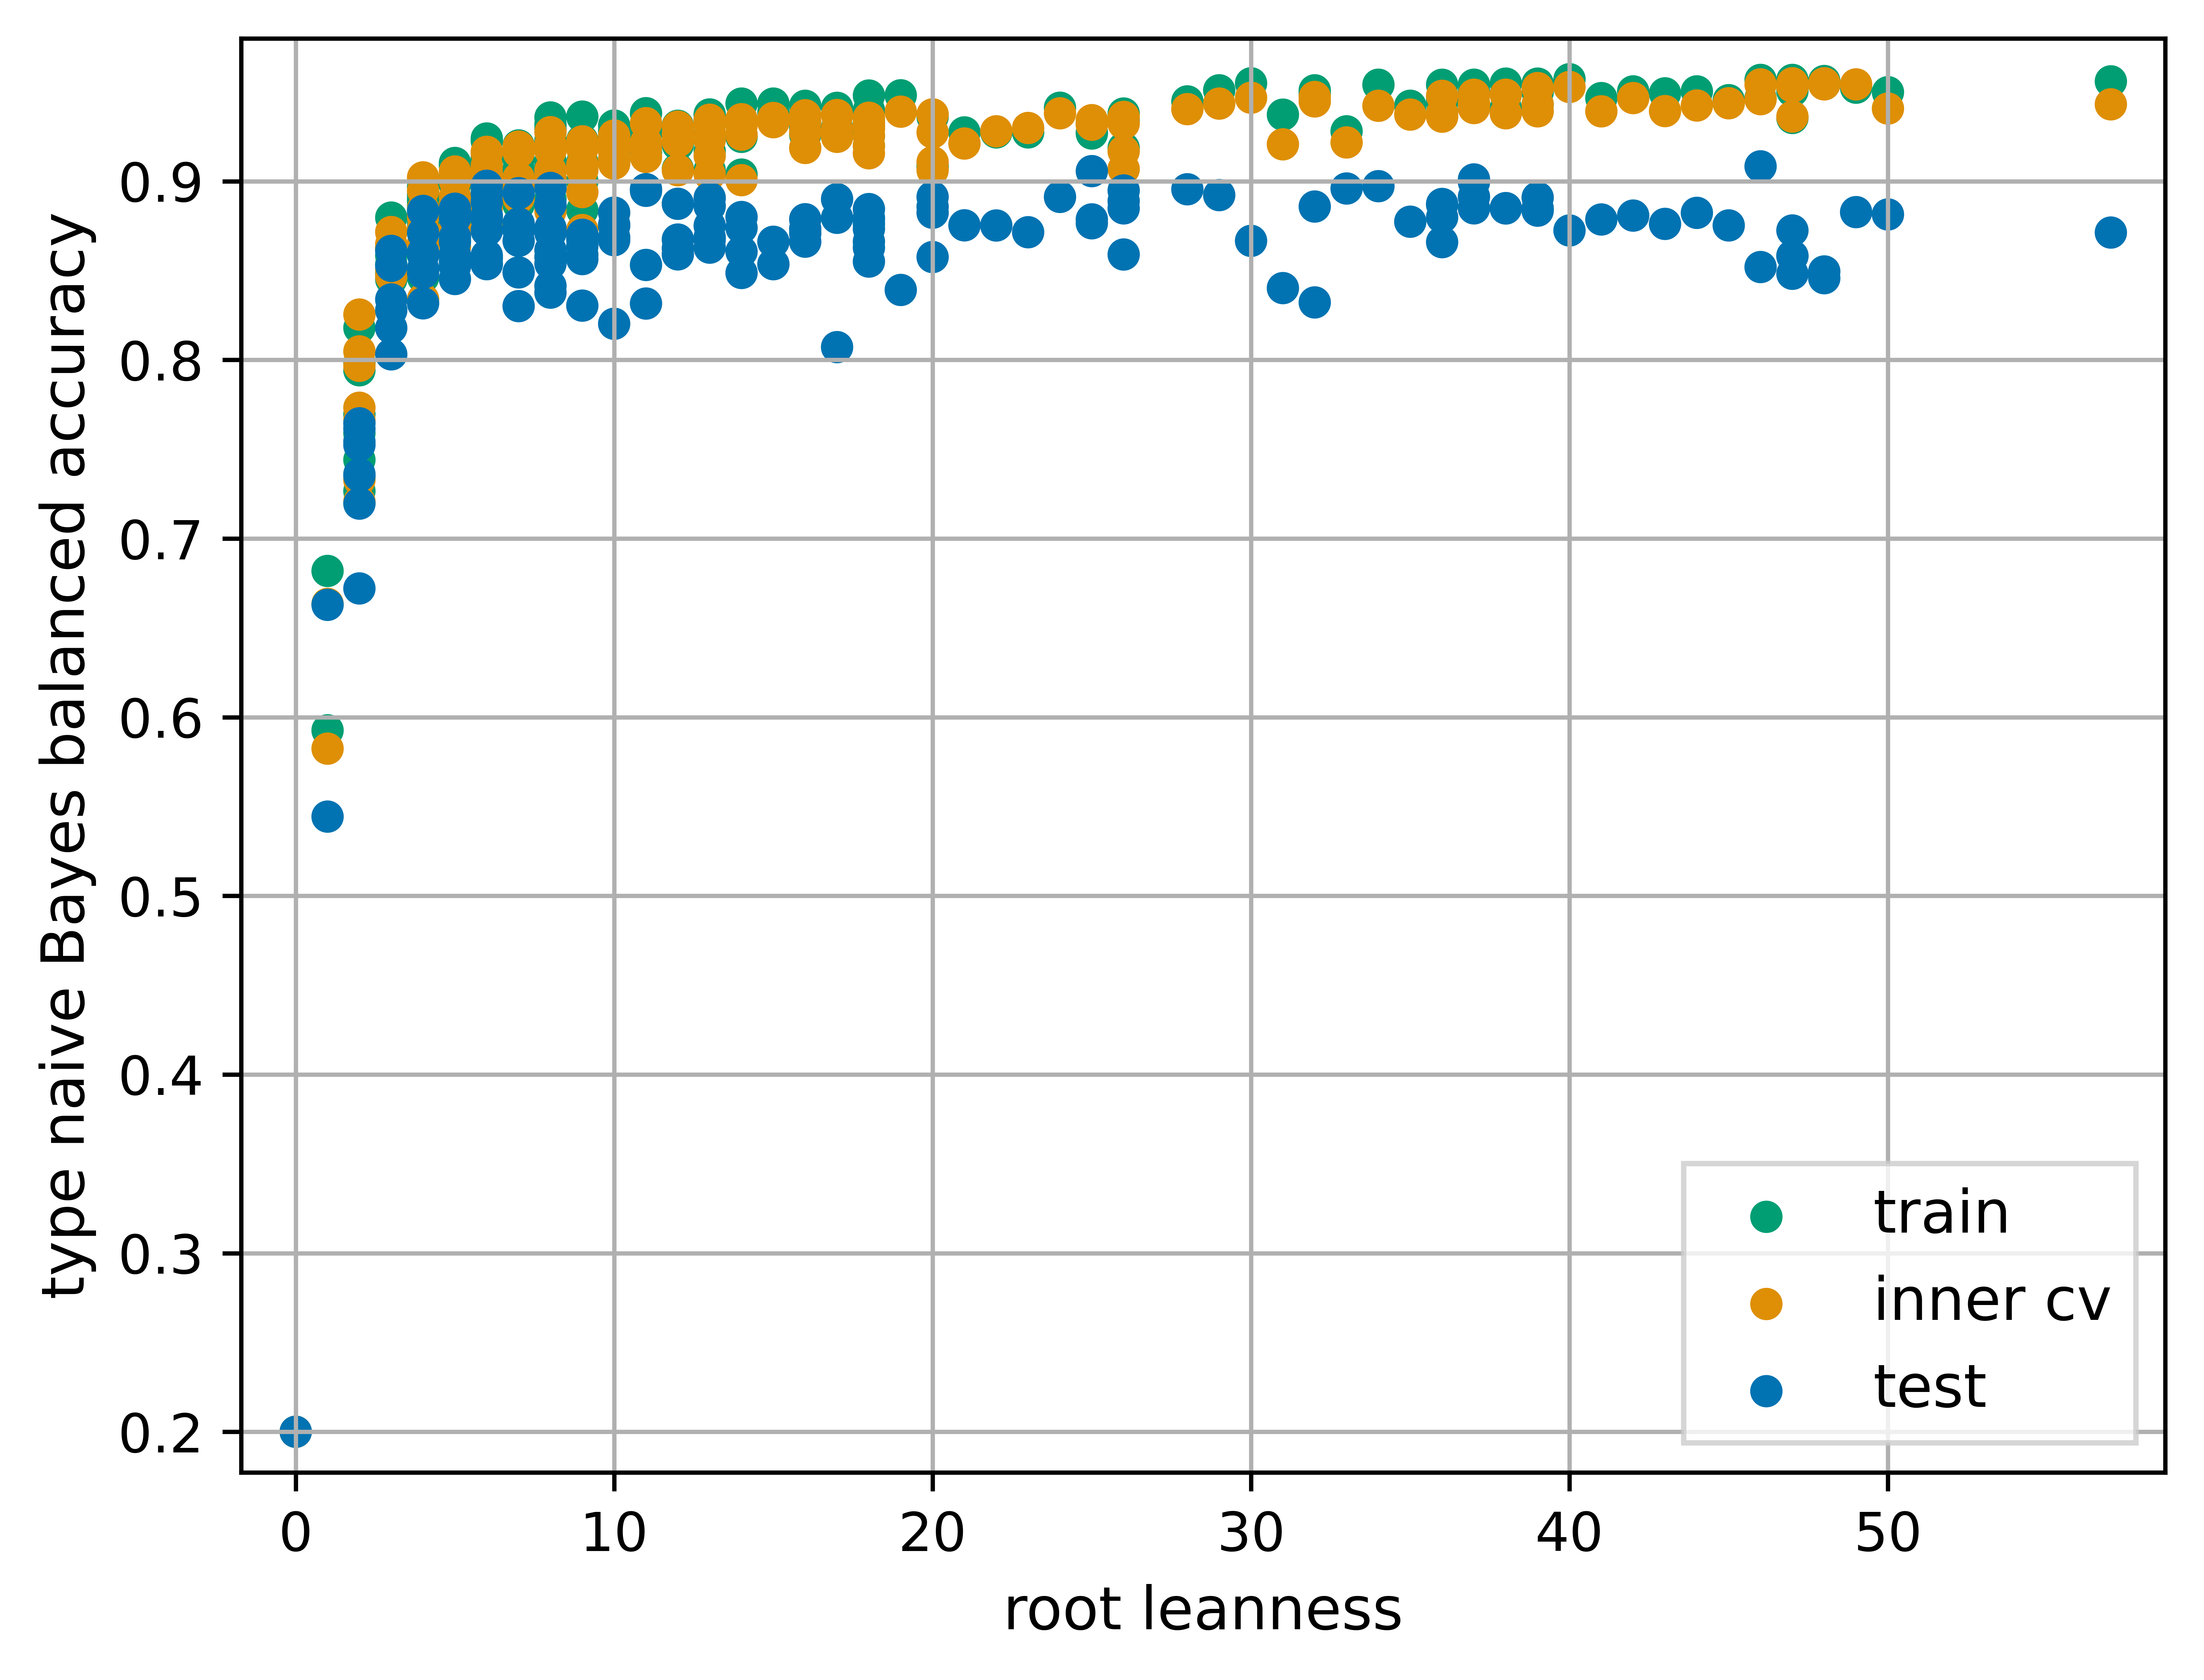 type naive Bayes balanced accuracy
0.9
0.8
0.7
0.6
0.5
0.4
0.3
0.2
0 10 20 30 40 50
root leanness
train
inner cv
test